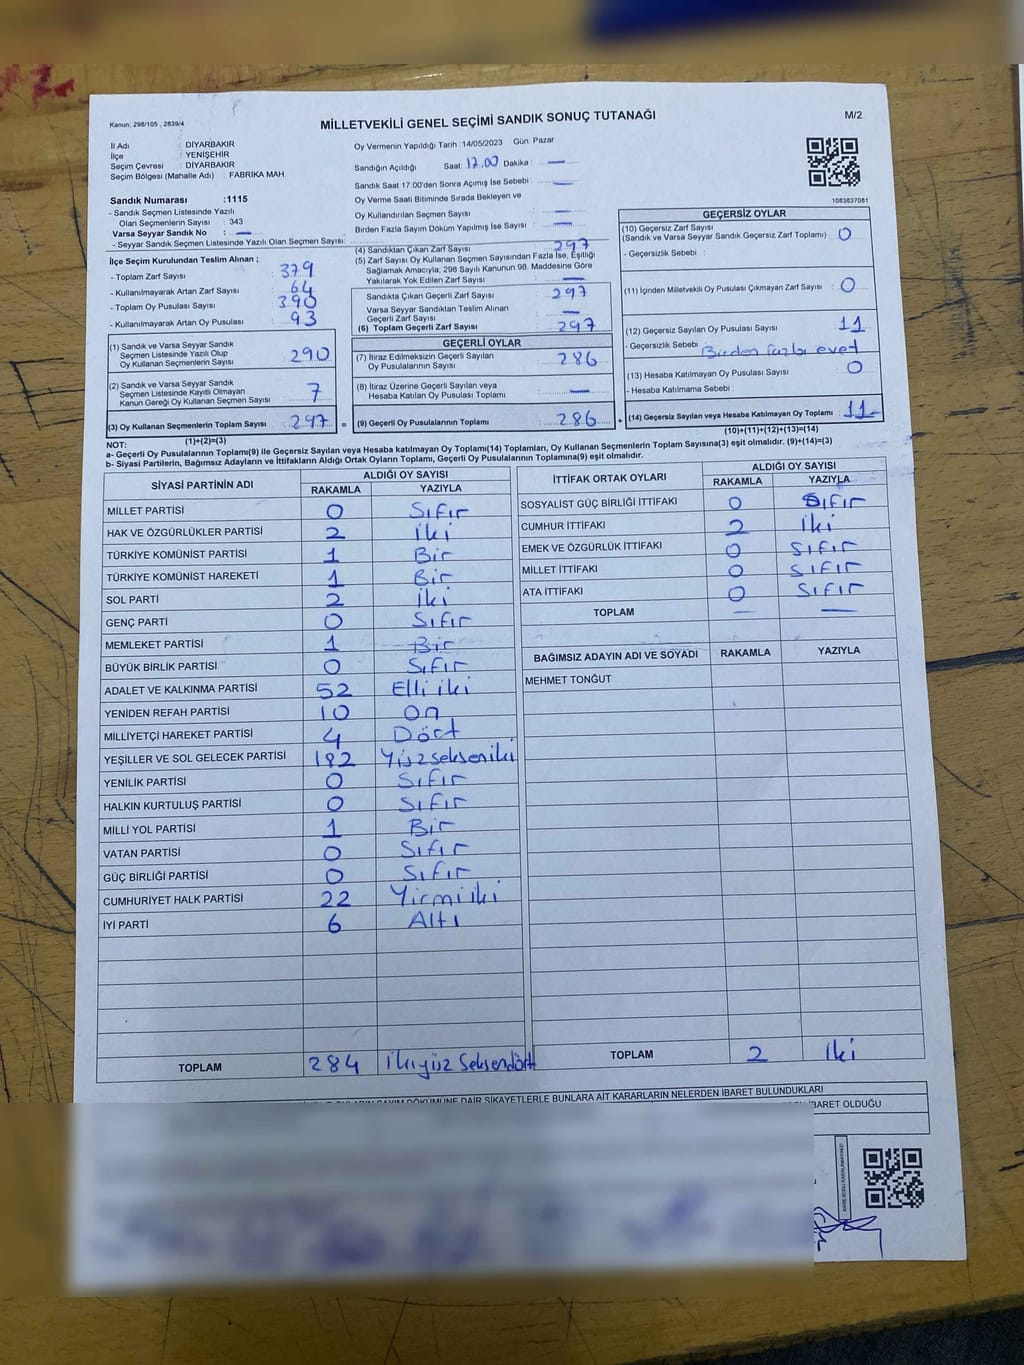 Kanun; 298/105 , 2839/4
MİLLETVEKİLİ GENEL SEÇİMİ SANDIK SONUÇ TUTANAĞI
M/2
İl Adı : DİYARBAKIR
İlçe : YENİŞEHİR
Seçim Çevresi : DİYARBAKIR
Seçim Bölgesi (Mahalle Adı) : FABRİKA MAH.
Sandık Numarası :1115
- Sandık Seçmen Listesinde Yazılı
Olan Seçmenlerin Sayısı : 343
Varsa Seyyar Sandık No : —
- Seyyar Sandık Seçmen Listesinde Yazılı Olan Seçmen Sayısı:
Oy Vermenin Yapıldığı Tarih 14/05/2023 Gün: Pazar
Sandığın Açıldığı Saat: 17.00 Dakika : —
Sandık Saat 17.00'den Sonra Açımış İse Sebebi : —
Oy Verme Saati Bitiminde Sırada Bekleyen ve
Oy Kullandırılan Seçmen Sayısı : —
Birden Fazla Sayım Döküm Yapılmış İse Sayısı : —
1083637081
İlçe Seçim Kurulundan Teslim Alınan ;
- Toplam Zarf Sayısı : 379
- Kullanılmayarak Artan Zarf Sayısı : 64
- Toplam Oy Pusulası Sayısı : 390
- Kullanılmayarak Artan Oy Pusulası : 93
(1) Sandık ve Varsa Seyyar Sandık
Seçmen Listesinde Yazılı Olup
Oy Kullanan Seçmenlerin Sayısı : 290
(2) Sandık ve Varsa Seyyar Sandık
Seçmen Listesinde Kayıtlı Olmayan
Kanun Gereği Oy Kullanan Seçmen Sayısı : 7
(3) Oy Kullanan Seçmenlerin Toplam Sayısı : 297 =
(4) Sandıktan Çıkan Zarf Sayısı : 297
(5) Zarf Sayısı Oy Kullanan Seçmen Sayısından Fazla İse, Eşitliği
Sağlamak Amacıyla, 298 Sayılı Kanunun 98. Maddesine Göre
Yakılarak Yok Edilen Zarf Sayısı : —
Sandıkta Çıkan Geçerli Zarf Sayısı : 297
Varsa Seyyar Sandıktan Teslim Alınan
Geçerli Zarf Sayısı : —
(6) Toplam Geçerli Zarf Sayısı : 297
GEÇERLİ OYLAR
(7) İtiraz Edilmeksizin Geçerli Sayılan
Oy Pusulalarının Sayısı : 286
(8) İtiraz Üzerine Geçerli Sayılan veya
Hesaba Katılan Oy Pusulası Toplamı : —
(9) Geçerli Oy Pusulalarının Toplamı : 286 +
GEÇERSİZ OYLAR
(10) Geçersiz Zarf Sayısı
(Sandık ve Varsa Seyyar Sandık Geçersiz Zarf Toplamı) : 0
- Geçersizlik Sebebi :
(11) İçinden Milletvekili Oy Pusulası Çıkmayan Zarf Sayısı : 0
(12) Geçersiz Sayılan Oy Pusulası Sayısı : 11
- Geçersizlik Sebebi : Birden fazla evet
(13) Hesaba Katılmayan Oy Pusulası Sayısı : 0
- Hesaba Katılmama Sebebi :
(14) Geçersiz Sayılan veya Hesaba Katılmayan Oy Toplamı : 11
(10)+(11)+(12)+(13)=(14)
NOT: (1)+(2)=(3)
a- Geçerli Oy Pusulalarının Toplamı(9) ile Geçersiz Sayılan veya Hesaba katılmayan Oy Toplamı(14) Toplamları, Oy Kullanan Seçmenlerin Toplam Sayısına(3) eşit olmalıdır. (9)+(14)=(3)
b- Siyasi Partilerin, Bağımsız Adayların ve İttifakların Aldığı Ortak Oyların Toplamı, Geçerli Oy Pusulalarının Toplamına(9) eşit olmalıdır.
SİYASİ PARTİNİN ADI ALDIĞI OY SAYISI
RAKAMLA YAZIYLA
MİLLET PARTİSİ 0 Sıfır
HAK VE ÖZGÜRLÜKLER PARTİSİ 2 İki
TÜRKİYE KOMÜNİST PARTİSİ 1 Bir
TÜRKİYE KOMÜNİST HAREKETİ 1 Bir
SOL PARTİ 2 İki
GENÇ PARTİ 0 Sıfır
MEMLEKET PARTİSİ 1 Bir
BÜYÜK BİRLİK PARTİSİ 0 Sıfır
ADALET VE KALKINMA PARTİSİ 52 Elli iki
YENİDEN REFAH PARTİSİ 10 On
MİLLİYETÇİ HAREKET PARTİSİ 4 Dört
YEŞİLLER VE SOL GELECEK PARTİSİ 182 Yüzsekseniki
YENİLİK PARTİSİ 0 Sıfır
HALKIN KURTULUŞ PARTİSİ 0 Sıfır
MİLLİ YOL PARTİSİ 1 Bir
VATAN PARTİSİ 0 Sıfır
GÜÇ BİRLİĞİ PARTİSİ 0 Sıfır
CUMHURİYET HALK PARTİSİ 22 Yirmi iki
İYİ PARTİ 6 Altı
TOPLAM 284 İkiyüz Seksendört
İTTİFAK ORTAK OYLARI ALDIĞI OY SAYISI
RAKAMLA YAZIYLA
SOSYALİST GÜÇ BİRLİĞİ İTTİFAKI 0 Sıfır
CUMHUR İTTİFAKI 2 İki
EMEK VE ÖZGÜRLÜK İTTİFAKI 0 Sıfır
MİLLET İTTİFAKI 0 Sıfır
ATA İTTİFAKI 0 Sıfır
TOPLAM — —
BAĞIMSIZ ADAYIN ADI VE SOYADI RAKAMLA YAZIYLA
MEHMET TONĞUT
TOPLAM 2 İki
SAYIM DÖKÜMÜNE DAİR ŞİKAYETLERLE BUNLARA AİT KARARLARIN NELERDEN İBARET BULUNDUKLARI
İBARET OLDUĞU